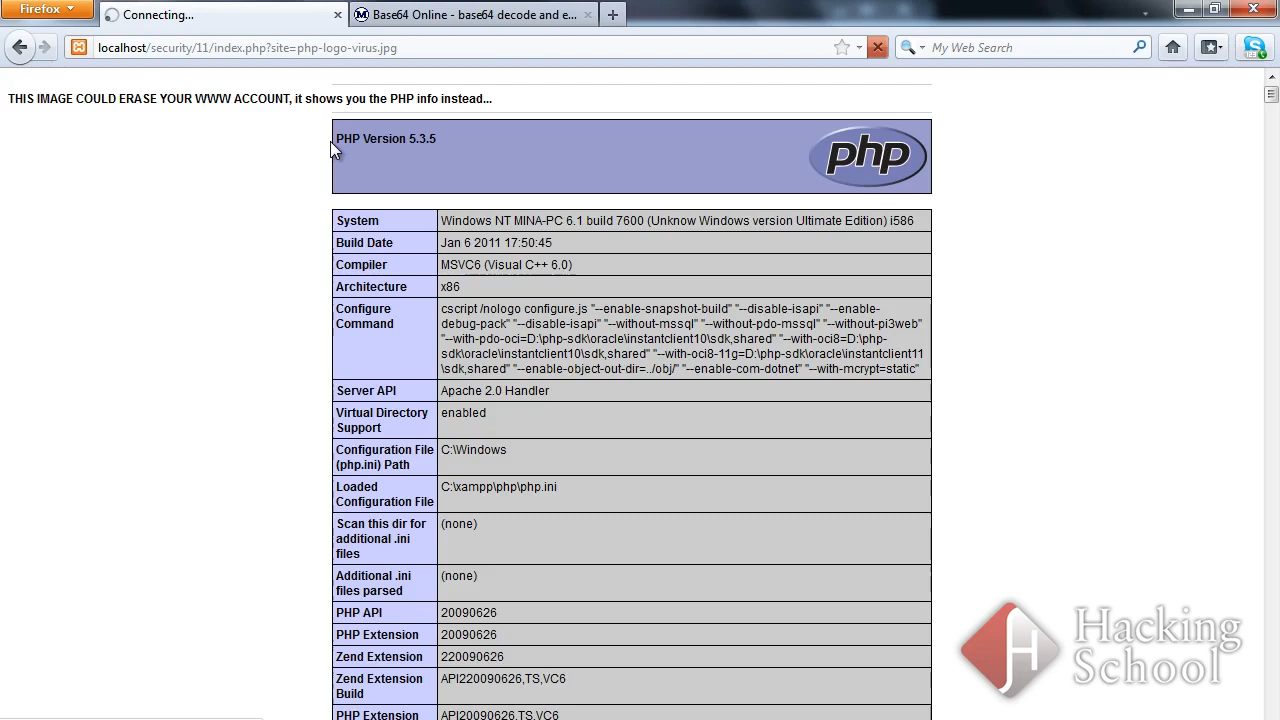 Firefox
Connecting...
Base64 Online - base64 decode and e...
localhost/security/11/index.php?site=php-logo-virus.jpg
My Web Search
THIS IMAGE COULD ERASE YOUR WWW ACCOUNT, it shows you the PHP info instead...
PHP Version 5.3.5
php
System
Windows NT MINA-PC 6.1 build 7600 (Unknow Windows version Ultimate Edition) i586
Build Date
Jan 6 2011 17:50:45
Compiler
MSVC6 (Visual C++ 6.0)
Architecture
x86
Configure
Command
cscript /nologo configure.js "--enable-snapshot-build" "--disable-isapi" "--enable-
debug-pack" "--disable-isapi" "--without-mssql" "--without-pdo-mssql" "--without-pi3web"
"--with-pdo-oci=D:\php-sdk\oracle\instantclient10\sdk,shared" "--with-oci8=D:\php-
sdk\oracle\instantclient10\sdk,shared" "--with-oci8-11g=D:\php-sdk\oracle\instantclient11
\sdk,shared" "--enable-object-out-dir=../obj/" "--enable-com-dotnet" "--with-mcrypt=static"
Server API
Apache 2.0 Handler
Virtual Directory
Support
enabled
Configuration File
(php.ini) Path
C:\Windows
Loaded
Configuration File
C:\xampp\php\php.ini
Scan this dir for
additional .ini
files
(none)
Additional .ini
files parsed
(none)
PHP API
20090626
PHP Extension
20090626
Zend Extension
220090626
Zend Extension
Build
API220090626,TS,VC6
PHP Extension
API20090626,TS,VC6
Hacking
School